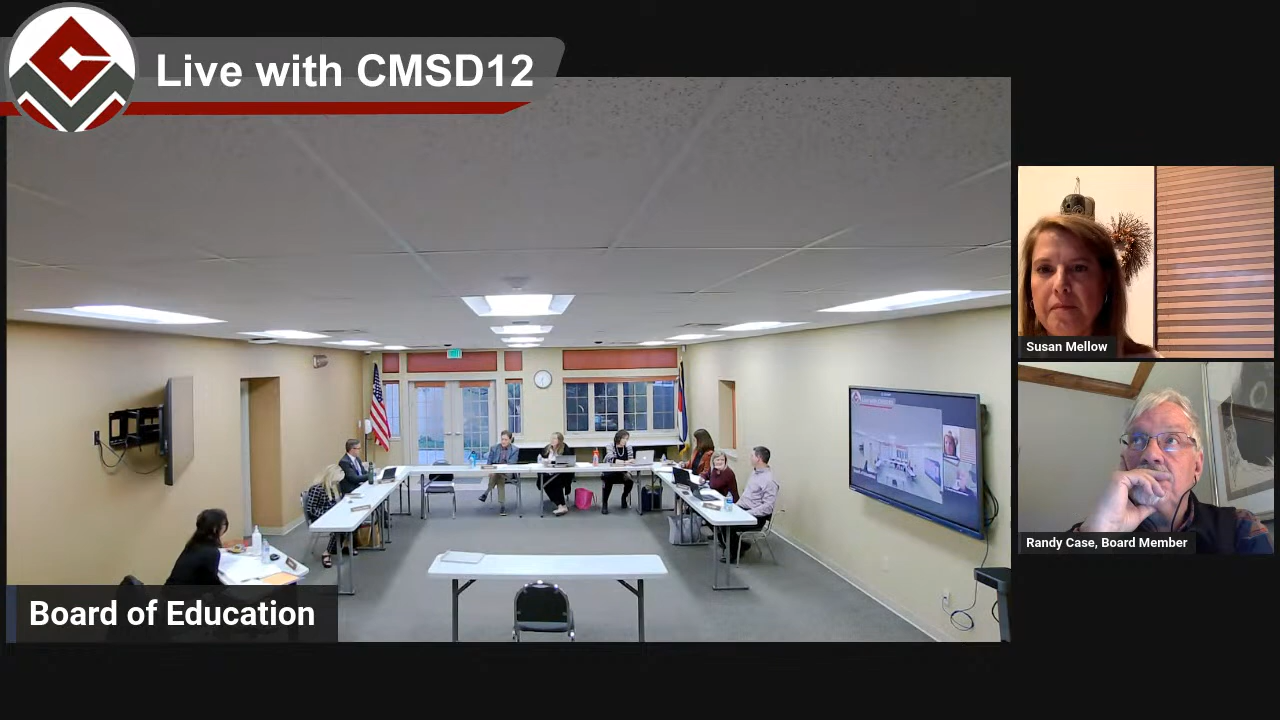 Live with CMSD12
Susan Mellow
Randy Case, Board Member
Board of Education